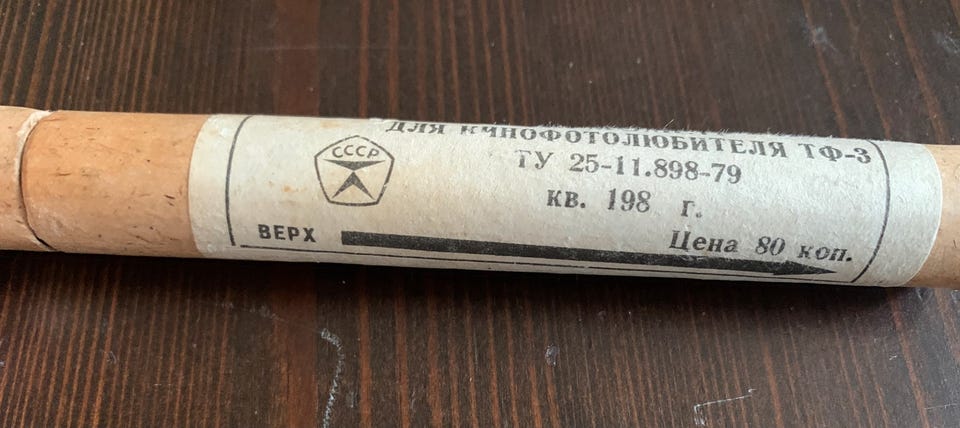 ДЛЯ КИНОФОТОЛЮБИТЕЛЯ ТФ-3
СССР
ТУ 25-11.898-79
кв. 198 г.
ВЕРХ
Цена 80 коп.